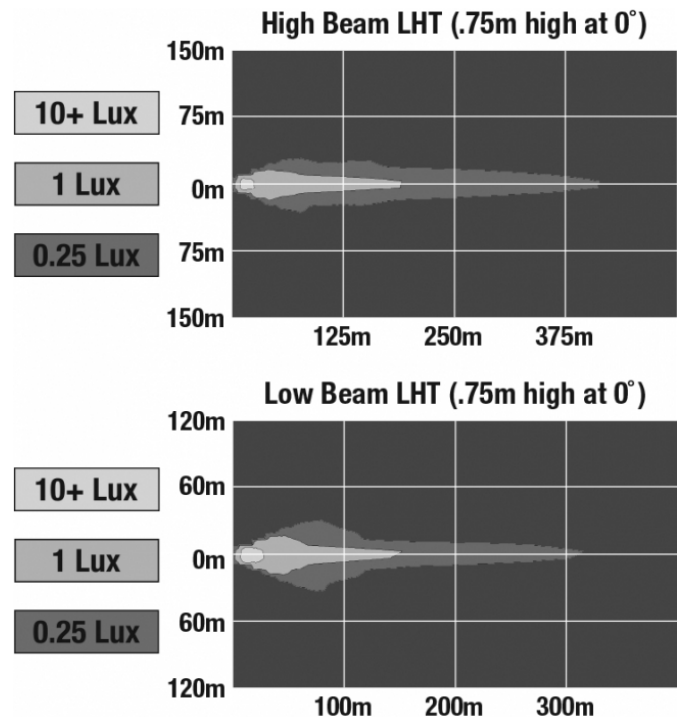 High Beam LHT (.75m high at 0°)
150m
10+ Lux
75m
1 Lux
0m
0.25 Lux
75m
150m
125m 250m 375m
Low Beam LHT (.75m high at 0°)
120m
10+ Lux
60m
1 Lux
0m
0.25 Lux
60m
120m
100m 200m 300m